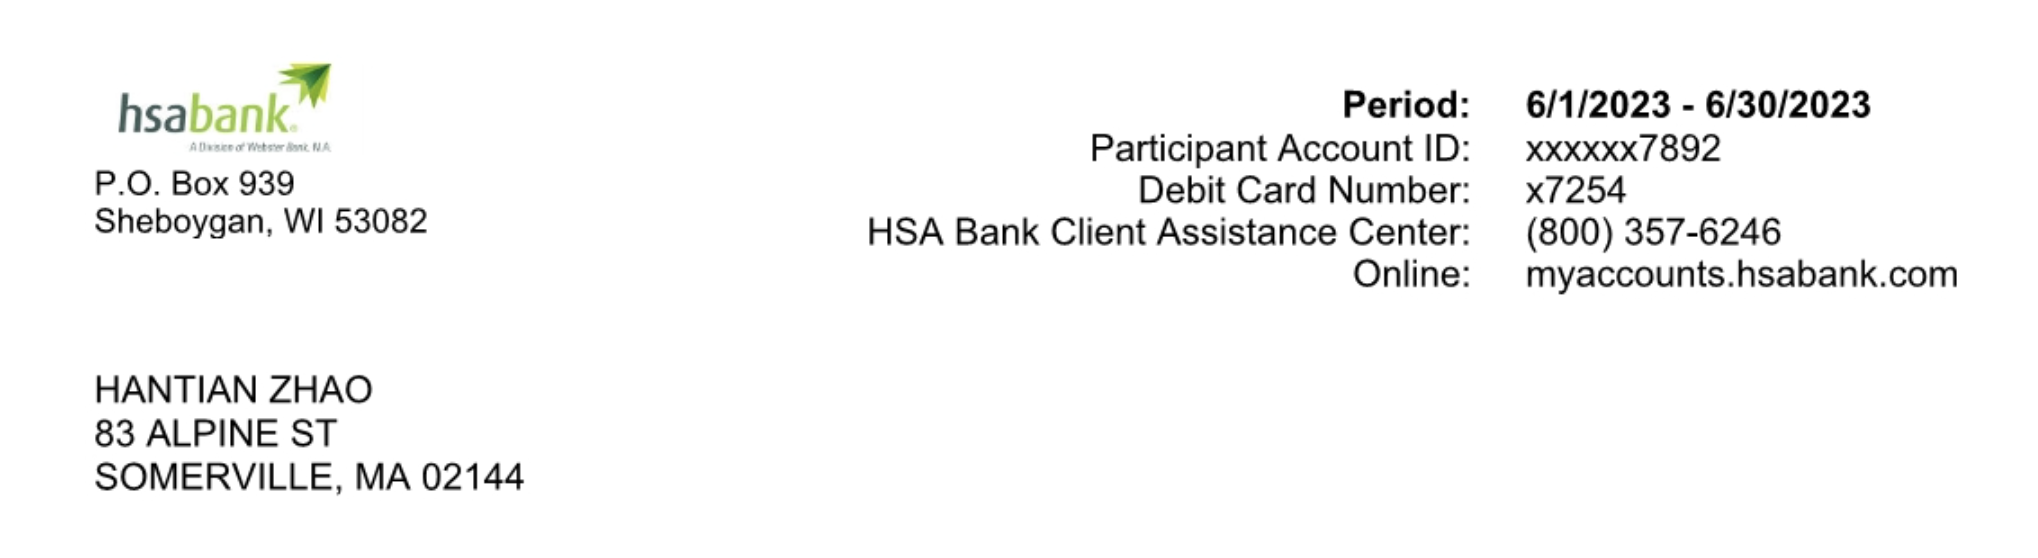 hsabank®
A Division of Webster Bank, N.A.
P.O. Box 939
Sheboygan, WI 53082
Period: 6/1/2023 - 6/30/2023
Participant Account ID: xxxxxx7892
Debit Card Number: x7254
HSA Bank Client Assistance Center: (800) 357-6246
Online: myaccounts.hsabank.com
HANTIAN ZHAO
83 ALPINE ST
SOMERVILLE, MA 02144